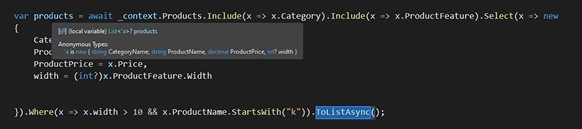 var products = await _context.Products.Include(x => x.Category).Include(x => x.ProductFeature).Select(x => new
{
Cate
(local variable) List<'a>? products
Prod
Anonymous Types:
'a is new { string CategoryName, string ProductName, decimal ProductPrice, int? width }
ProductPrice = x.Price,
width = (int?)x.ProductFeature.Width
}).Where(x => x.width > 10 && x.ProductName.StartsWith("k")).ToListAsync();